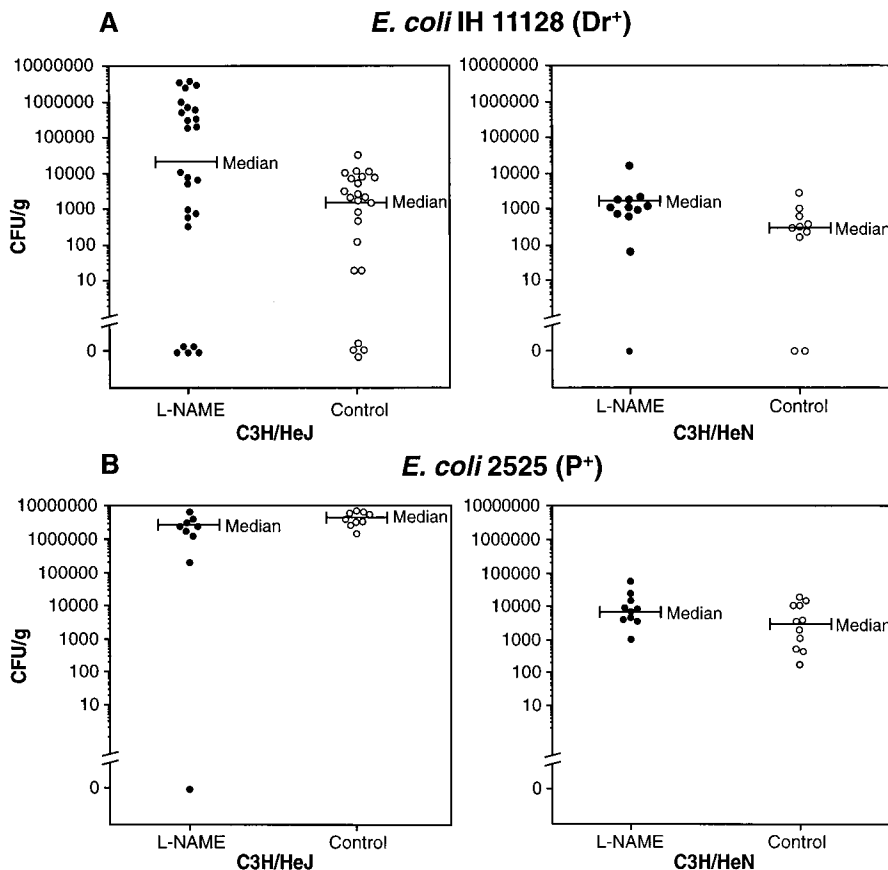 A
E. coli IH 11128 (Dr+)
CFU/g
10000000
1000000
100000
10000
1000
100
10
0
Median
Median
L-NAME
Control
C3H/HeJ
10000000
1000000
100000
10000
1000
100
10
0
Median
Median
L-NAME
Control
C3H/HeN
B
E. coli 2525 (P+)
CFU/g
10000000
1000000
100000
10000
1000
100
10
0
Median
Median
L-NAME
Control
C3H/HeJ
10000000
1000000
100000
10000
1000
100
10
0
Median
Median
L-NAME
Control
C3H/HeN